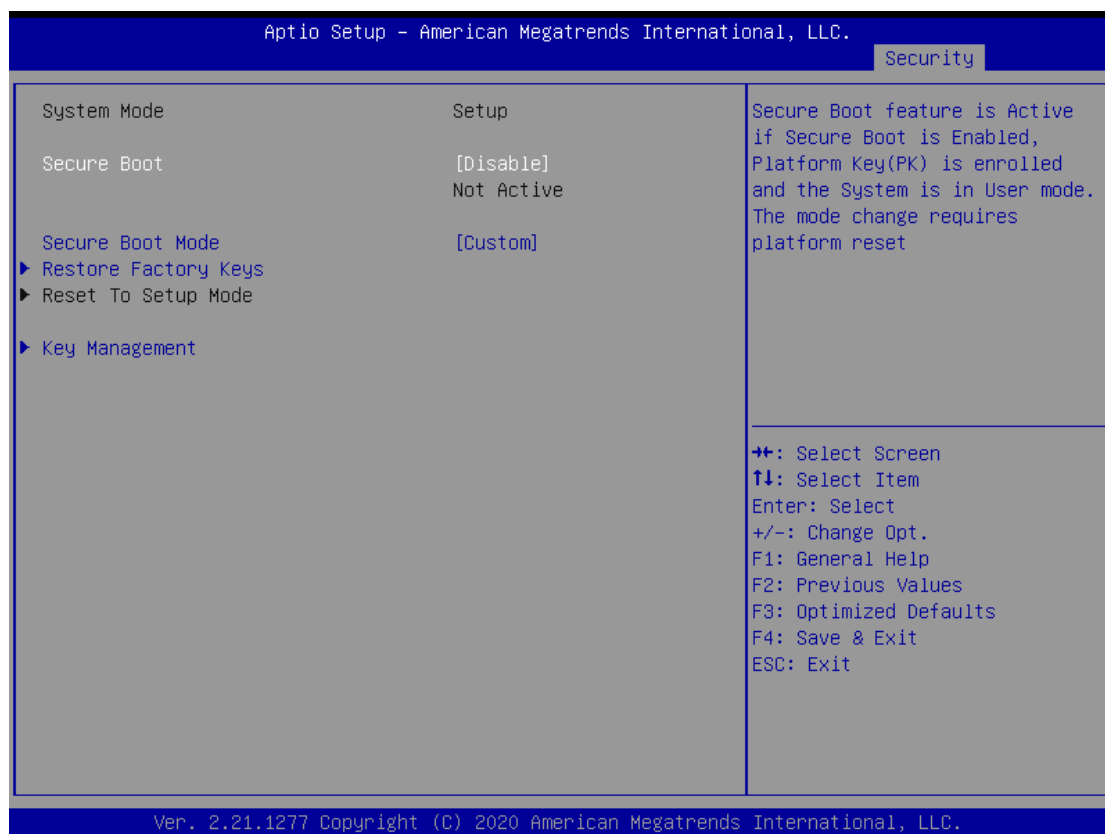 Aptio Setup – American Megatrends International, LLC.
Security
System Mode Setup
Secure Boot [Disable]
Not Active
Secure Boot Mode [Custom]
▶ Restore Factory Keys
▶ Reset To Setup Mode
▶ Key Management
Secure Boot feature is Active
if Secure Boot is Enabled,
Platform Key(PK) is enrolled
and the System is in User mode.
The mode change requires
platform reset
→←: Select Screen
↑↓: Select Item
Enter: Select
+/-: Change Opt.
F1: General Help
F2: Previous Values
F3: Optimized Defaults
F4: Save & Exit
ESC: Exit
Ver. 2.21.1277 Copyright (C) 2020 American Megatrends International, LLC.